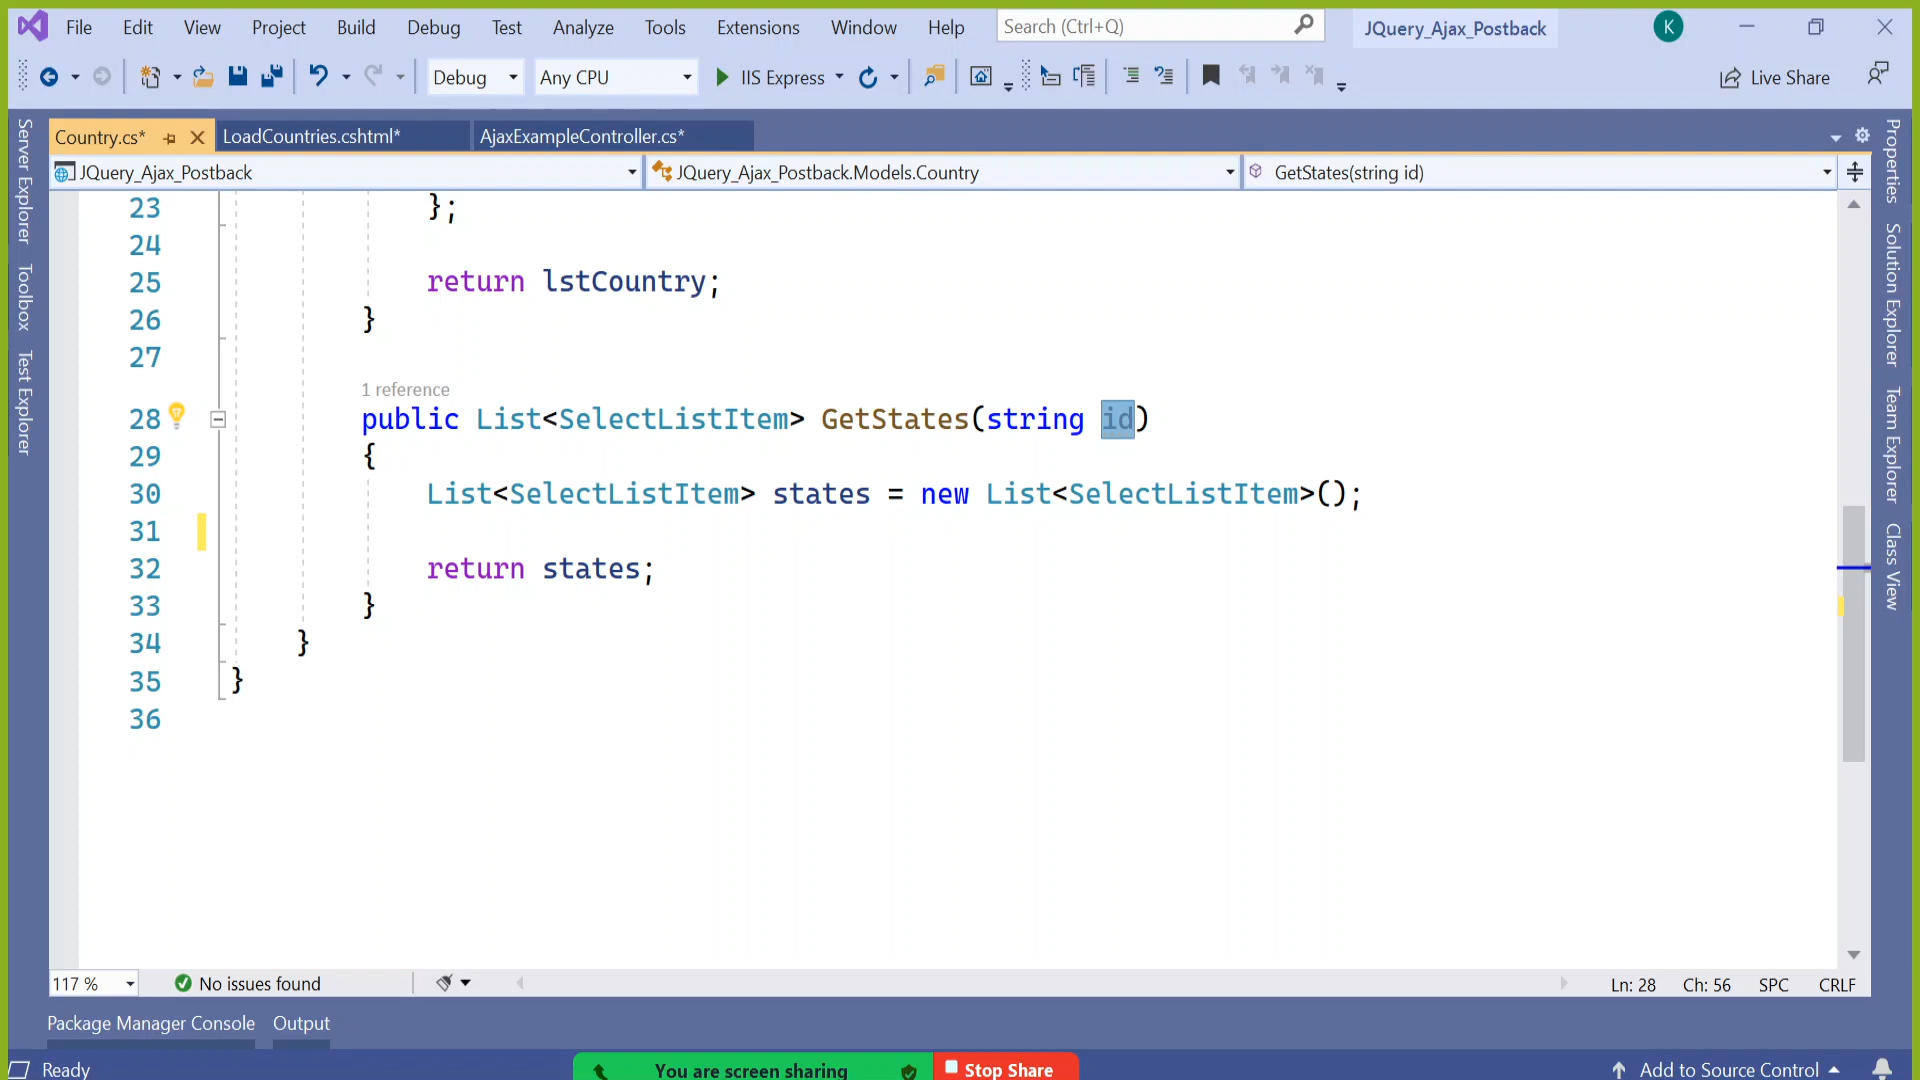 File Edit View Project Build Debug Test Analyze Tools Extensions Window Help Search (Ctrl+Q) JQuery_Ajax_Postback K
Debug Any CPU IIS Express Live Share
Country.cs* LoadCountries.cshtml* AjaxExampleController.cs*
JQuery_Ajax_Postback JQuery_Ajax_Postback.Models.Country GetStates(string id)
Server Explorer
Toolbox
Test Explorer
23 };
24
25 return lstCountry;
26 }
27
1 reference
28 public List<SelectListItem> GetStates(string id)
29 {
30 List<SelectListItem> states = new List<SelectListItem>();
31
32 return states;
33 }
34 }
35 }
36
Properties
Solution Explorer
Team Explorer
Class View
117 % No issues found Ln: 28 Ch: 56 SPC CRLF
Package Manager Console Output
Ready You are screen sharing Stop Share Add to Source Control